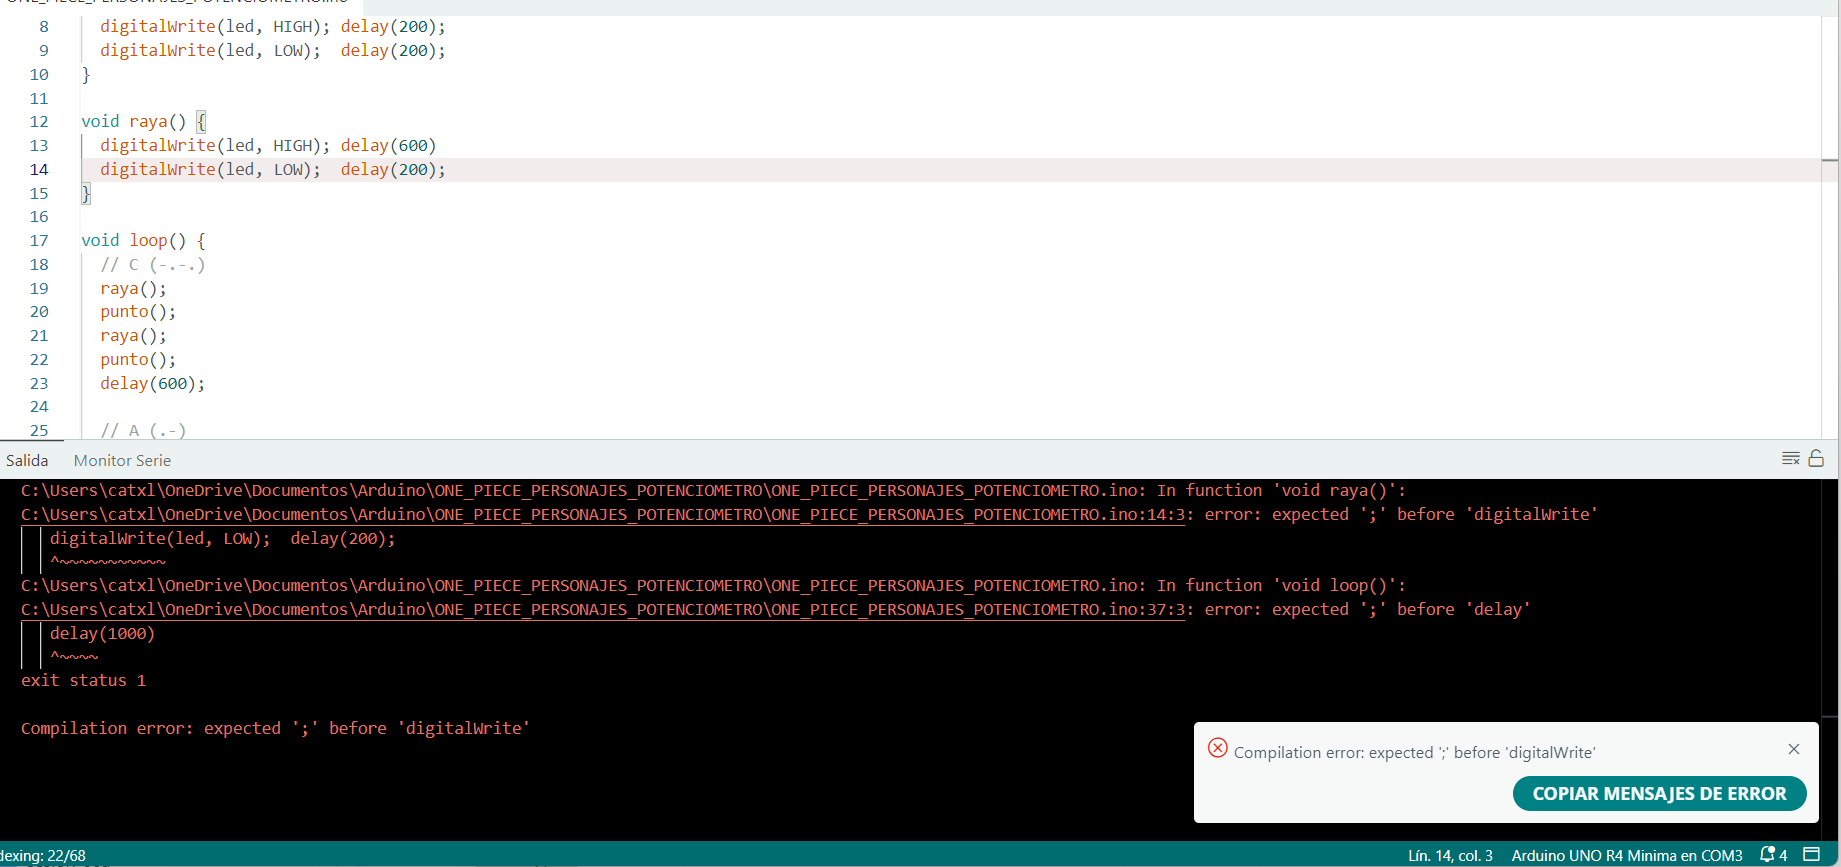 8 digitalWrite(led, HIGH); delay(200);
9 digitalWrite(led, LOW);  delay(200);
10 }
11
12 void raya() {
13 digitalWrite(led, HIGH); delay(600)
14 digitalWrite(led, LOW);  delay(200);
15 }
16
17 void loop() {
18 // C (-.-.)
19 raya();
20 punto();
21 raya();
22 punto();
23 delay(600);
24
25 // A (.-)
Salida Monitor Serie
C:\Users\catxl\OneDrive\Documentos\Arduino\ONE_PIECE_PERSONAJES_POTENCIOMETRO\ONE_PIECE_PERSONAJES_POTENCIOMETRO.ino: In function 'void raya()':
C:\Users\catxl\OneDrive\Documentos\Arduino\ONE_PIECE_PERSONAJES_POTENCIOMETRO\ONE_PIECE_PERSONAJES_POTENCIOMETRO.ino:14:3: error: expected ';' before 'digitalWrite'
digitalWrite(led, LOW);  delay(200);
^~~~~~~~~~~~
C:\Users\catxl\OneDrive\Documentos\Arduino\ONE_PIECE_PERSONAJES_POTENCIOMETRO\ONE_PIECE_PERSONAJES_POTENCIOMETRO.ino: In function 'void loop()':
C:\Users\catxl\OneDrive\Documentos\Arduino\ONE_PIECE_PERSONAJES_POTENCIOMETRO\ONE_PIECE_PERSONAJES_POTENCIOMETRO.ino:37:3: error: expected ';' before 'delay'
delay(1000)
^~~~~
exit status 1
Compilation error: expected ';' before 'digitalWrite'
Compilation error: expected ';' before 'digitalWrite'
COPIAR MENSAJES DE ERROR
dexing: 22/68 Lín. 14, col. 3 Arduino UNO R4 Minima en COM3 4